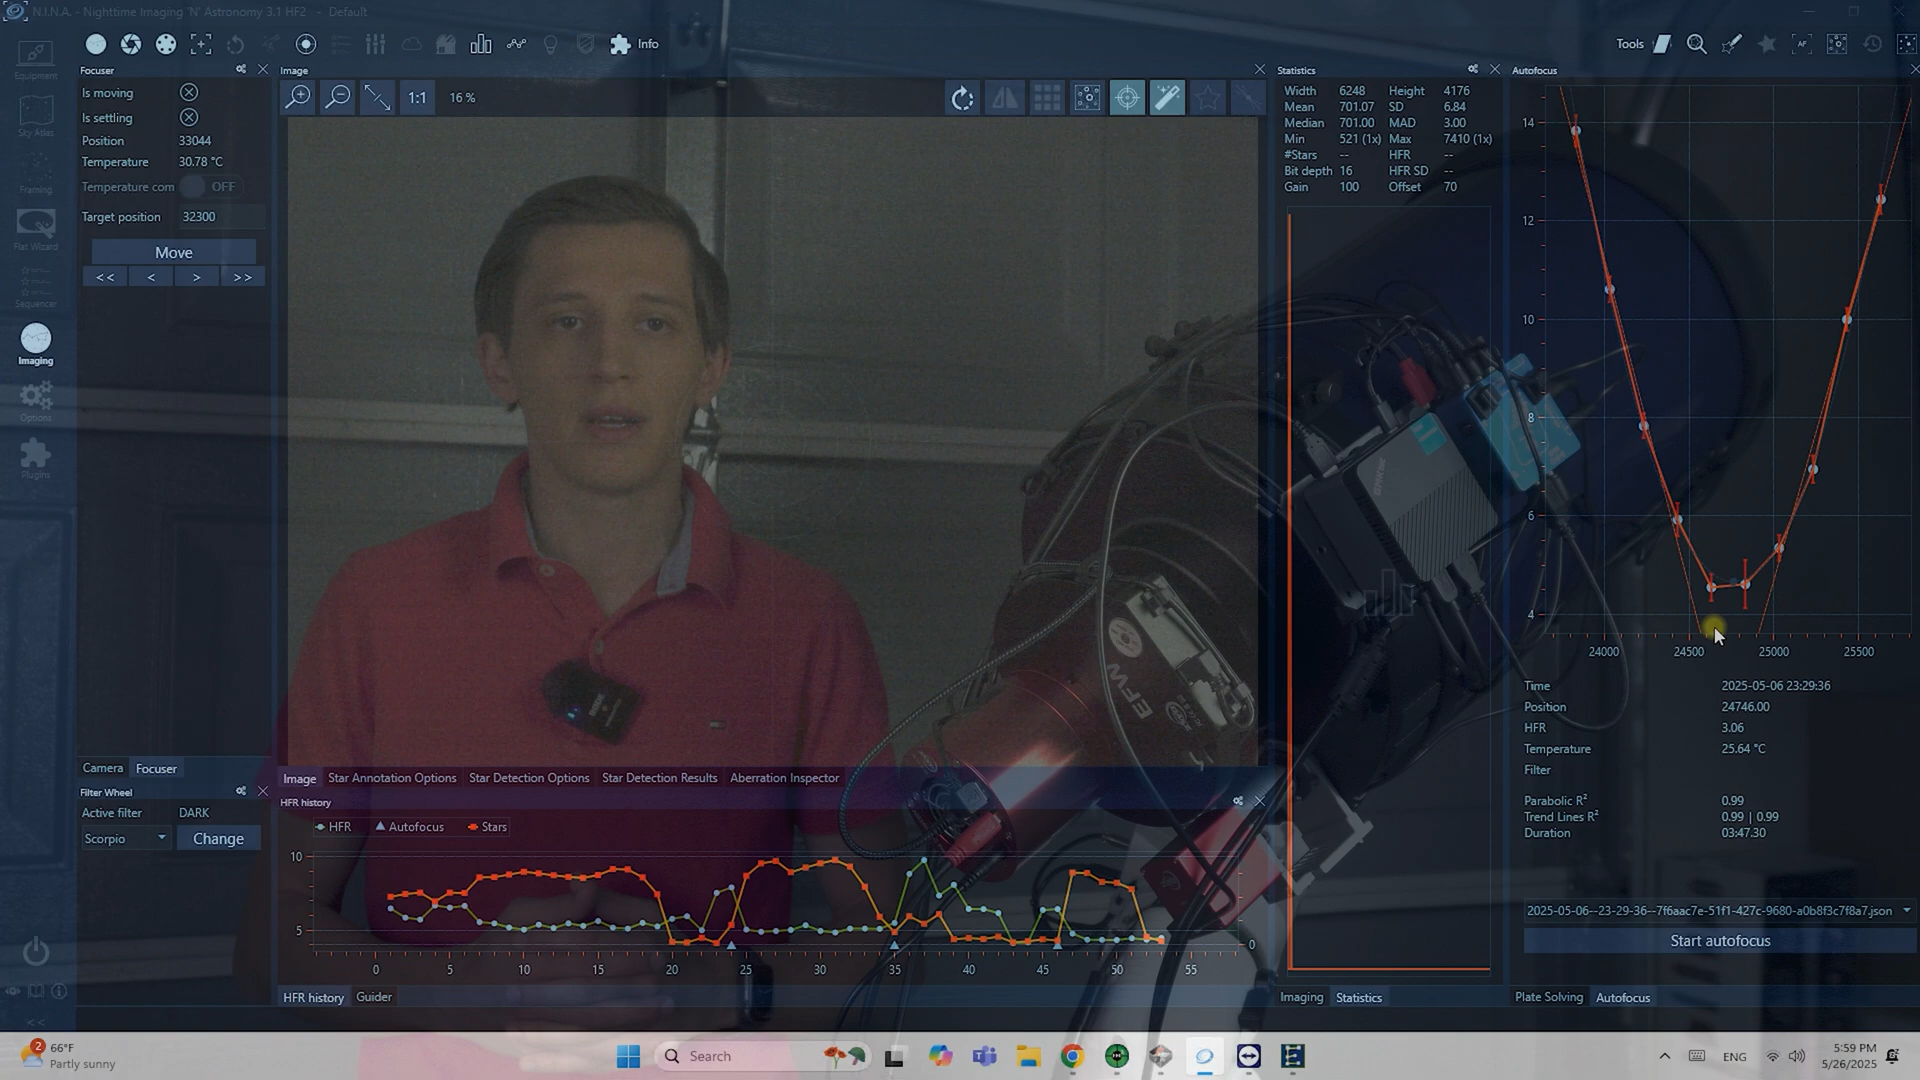 N.I.N.A. - Nighttime Imaging 'N' Astronomy 3.1 HF2 - Default
Equipment
Sky Atlas
Framing
Flat Wizard
Sequencer
Imaging
Options
Plugins
<<
Info
Tools
AF
Focuser
Is moving
Is settling
Position 33044
Temperature 30.78 °C
Temperature com OFF
Target position 32300
Move
<< < > >>
Camera Focuser
Filter Wheel
Active filter DARK
Scorpio Change
Image
1:1 16 %
EFW
Image Star Annotation Options Star Detection Options Star Detection Results Aberration Inspector
HFR history
HFR Autofocus Stars
10
5
0
0 5 10 15 20 25 30 35 40 45 50 55
HFR history Guider
Statistics
Width 6248 Height 4176
Mean 701.07 SD 6.84
Median 701.00 MAD 3.00
Min 521 (1x) Max 7410 (1x)
#Stars -- HFR --
Bit depth 16 HFR SD --
Gain 100 Offset 70
Imaging Statistics
Autofocus
14
12
10
8
6
4
24000 24500 25000 25500
Time 2025-05-06 23:29:36
Position 24746.00
HFR 3.06
Temperature 25.64 °C
Filter
Parabolic R² 0.99
Trend Lines R² 0.99 | 0.99
Duration 03:47.30
2025-05-06--23-29-36--7f6aac7e-51f1-427c-9680-a0b8f3c7f8a7.json
Start autofocus
Plate Solving Autofocus
2
66°F
Partly sunny
Search
ENG
5:59 PM
5/26/2025